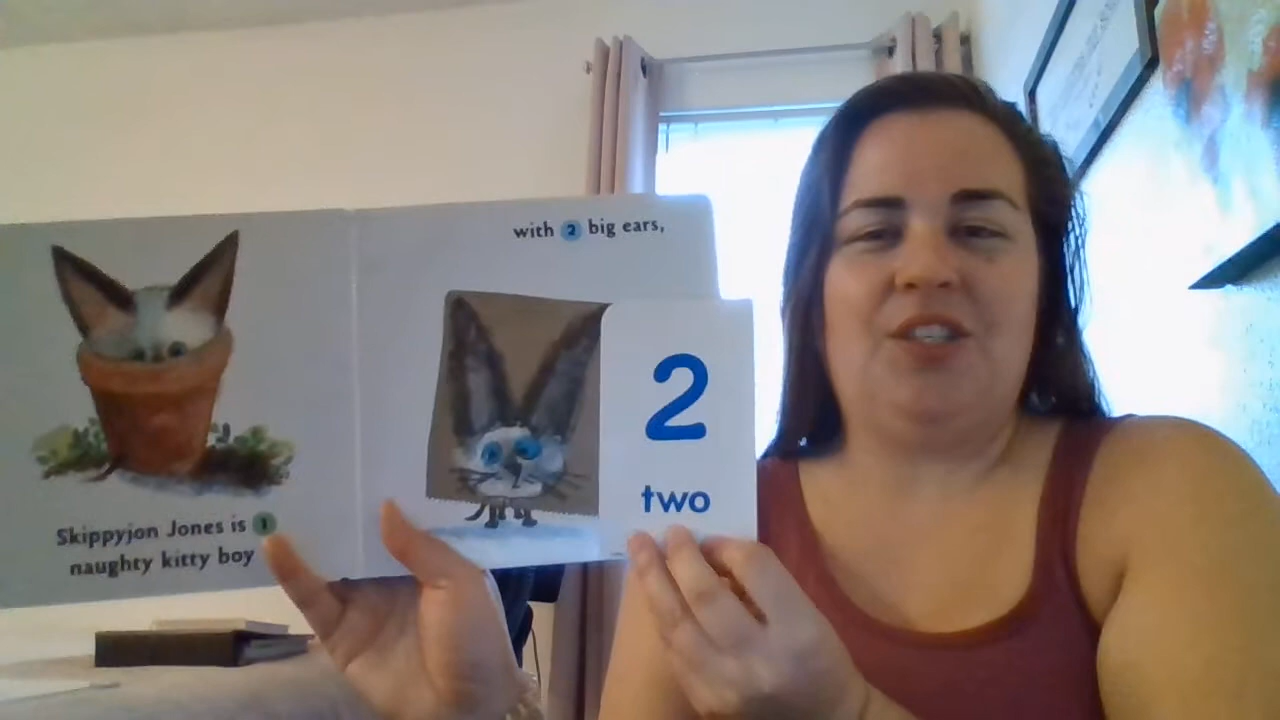 Skippyjon Jones is 1
naughty kitty boy
with 2 big ears,
2
two